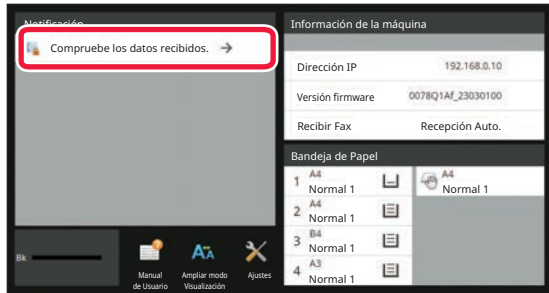 Notificación
Compruebe los datos recibidos.
Bk
Manual
de Usuario
Ampliar modo
Visualización
Ajustes
Información de la máquina
Dirección IP 192.168.0.10
Versión firmware 0078Q1Af_23030100
Recibir Fax Recepción Auto.
Bandeja de Papel
1 A4
Normal 1
2 A4
Normal 1
3 B4
Normal 1
4 A3
Normal 1
A4
Normal 1